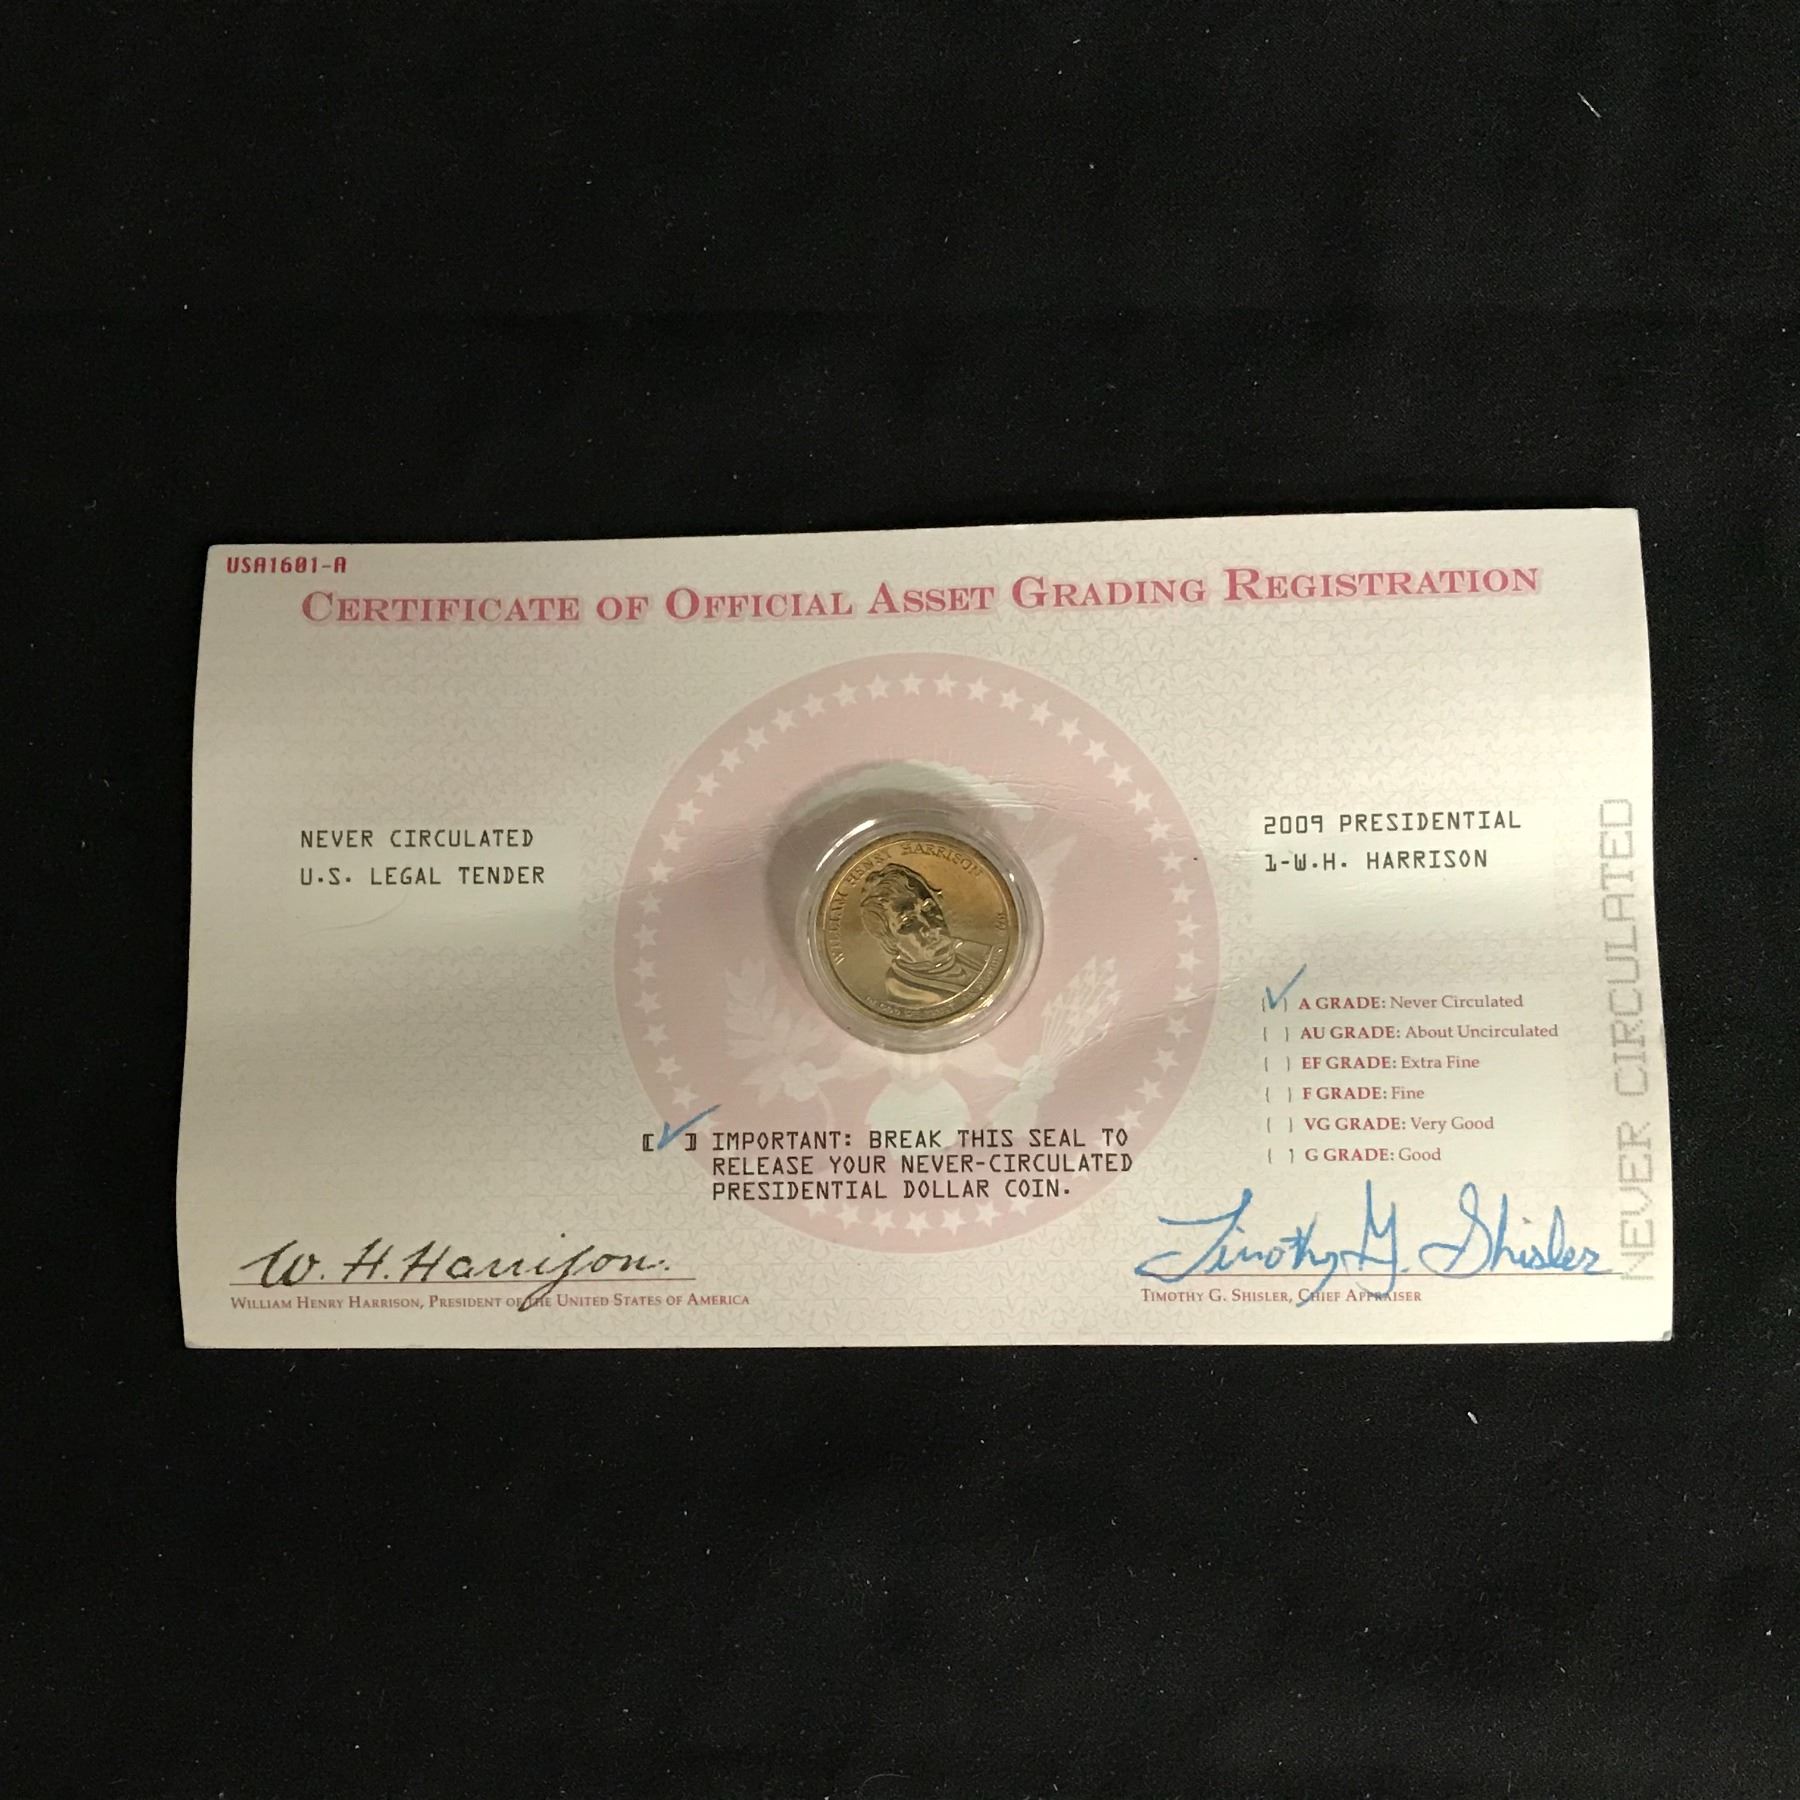 USA1601-A
CERTIFICATE OF OFFICIAL ASSET GRADING REGISTRATION
NEVER CIRCULATED
U.S. LEGAL TENDER
WILLIAM HENRY HARRISON
2009 PRESIDENTIAL
1-W.H. HARRISON
NEVER CIRCULATED
[✓] A GRADE: Never Circulated
[ ] AU GRADE: About Uncirculated
[ ] EF GRADE: Extra Fine
[ ] F GRADE: Fine
[ ] VG GRADE: Very Good
[ ] G GRADE: Good
[✓] IMPORTANT: BREAK THIS SEAL TO
RELEASE YOUR NEVER-CIRCULATED
PRESIDENTIAL DOLLAR COIN.
W. H. Harrison.
WILLIAM HENRY HARRISON, PRESIDENT OF THE UNITED STATES OF AMERICA
Timothy G. Shisler
TIMOTHY G. SHISLER, CHIEF APPRAISER